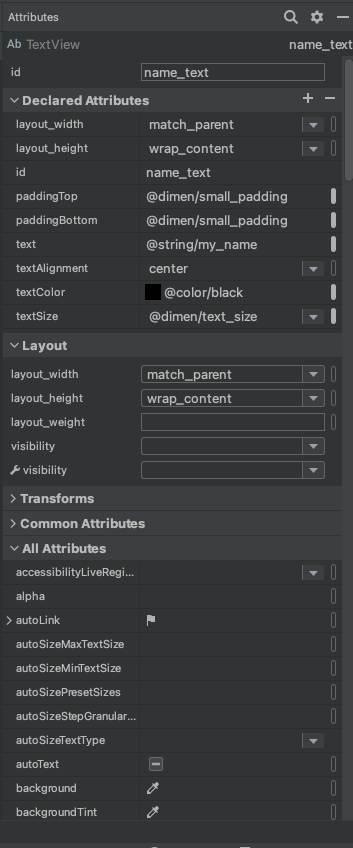 Attributes
Ab TextView name_text
id name_text
Declared Attributes
layout_width match_parent
layout_height wrap_content
id name_text
paddingTop @dimen/small_padding
paddingBottom @dimen/small_padding
text @string/my_name
textAlignment center
textColor @color/black
textSize @dimen/text_size
Layout
layout_width match_parent
layout_height wrap_content
layout_weight
visibility
visibility
Transforms
Common Attributes
All Attributes
accessibilityLiveRegi...
alpha
autoLink
autoSizeMaxTextSize
autoSizeMinTextSize
autoSizePresetSizes
autoSizeStepGranular...
autoSizeTextType
autoText
background
backgroundTint